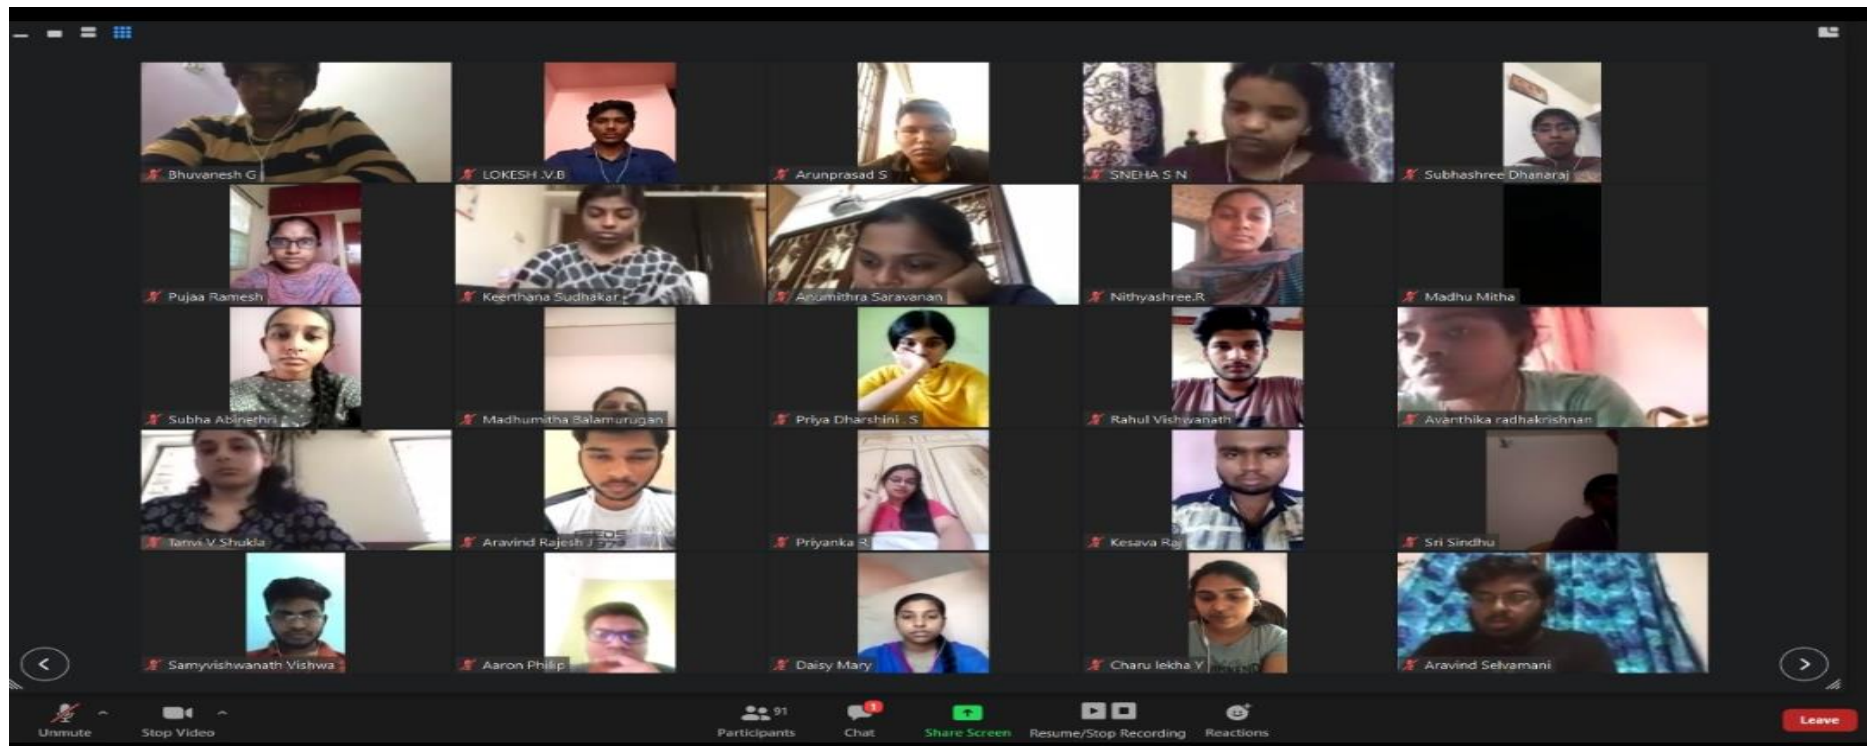 Bhuvanesh G
LOKESH .V.B
Arunprasad S
SNEHA S N
Subhashree Dhanaraj
Pujaa Ramesh
Keerthana Sudhakar
Anumithra Saravanan
Nithyashree.R
Madhu Mitha
Subha Abinethri
Madhumitha Balamurugan
Priya Dharshini . S
Rahul Vishwanath
Avanthika radhakrishnan
Tanvi V Shukla
Aravind Rajesh J
Priyanka R
Kesava Raj
Sri Sindhu
Samyvishwanath Vishwa
Aaron Philip
Daisy Mary
Charu lekha Y
Aravind Selvamani
91
1
Unmute
Stop Video
Participants
Chat
Share Screen
Resume/Stop Recording
Reactions
Leave